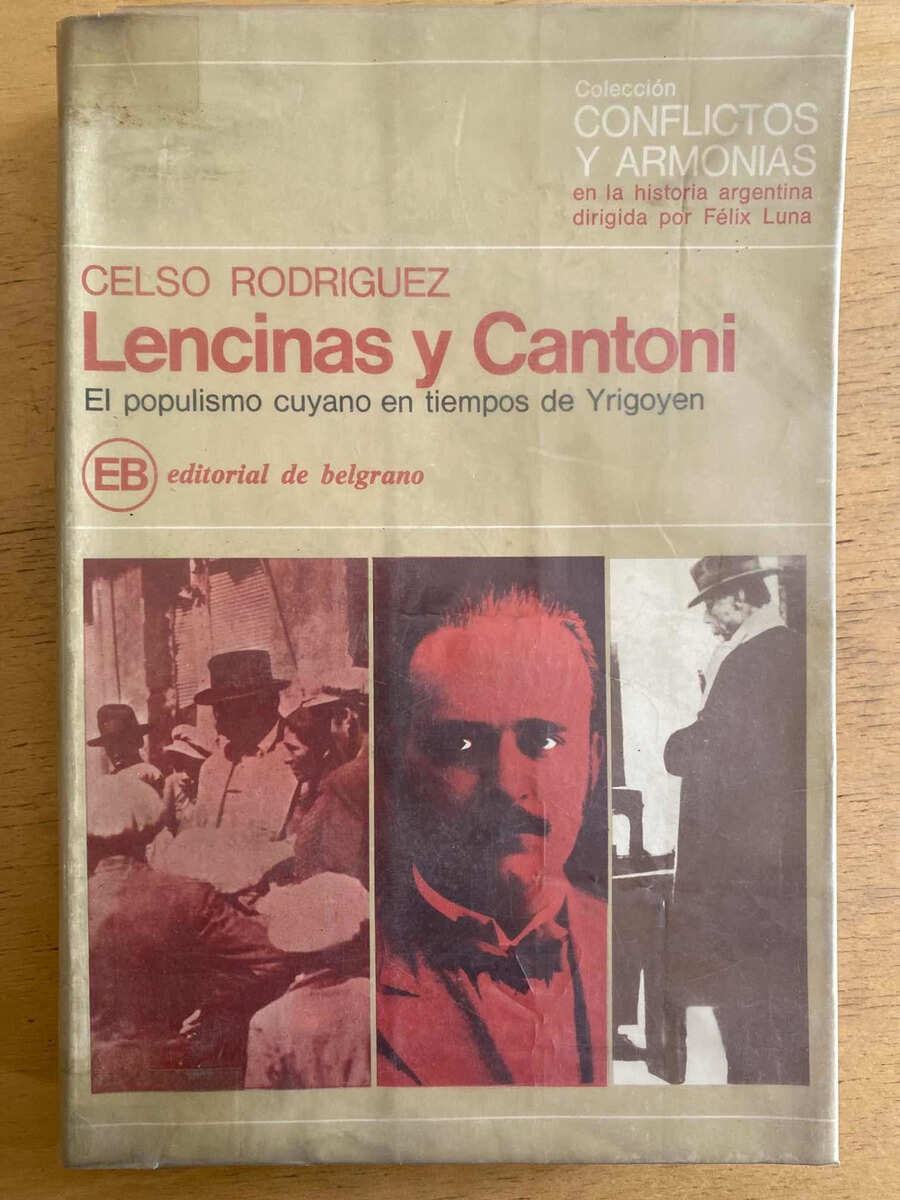 Colección
CONFLICTOS
Y ARMONIAS
en la historia argentina
dirigida por Félix Luna
CELSO RODRIGUEZ
Lencinas y Cantoni
El populismo cuyano en tiempos de Yrigoyen
EB editorial de belgrano